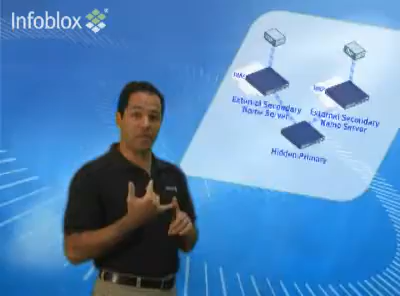 Infoblox
External Secondary
Name Server
External Secondary
Name Server
Hidden Primary